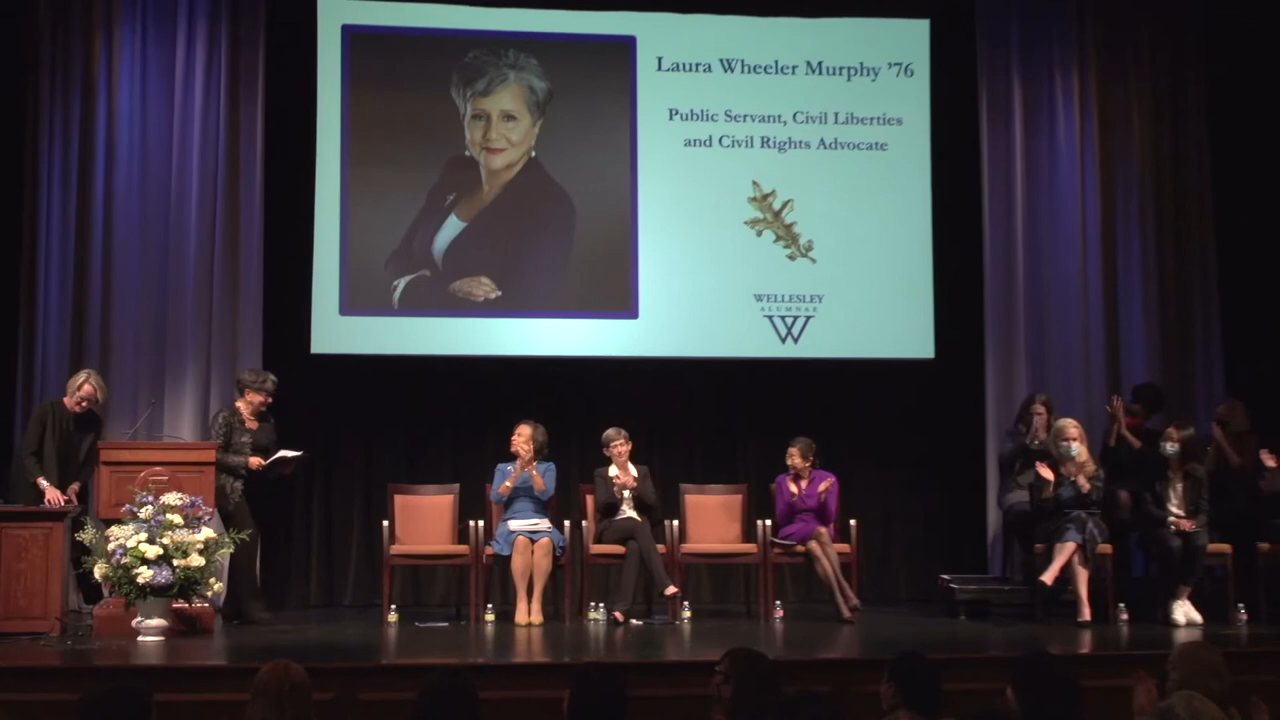 Laura Wheeler Murphy '76
Public Servant, Civil Liberties
and Civil Rights Advocate
WELLESLEY
ALUMNAE
W